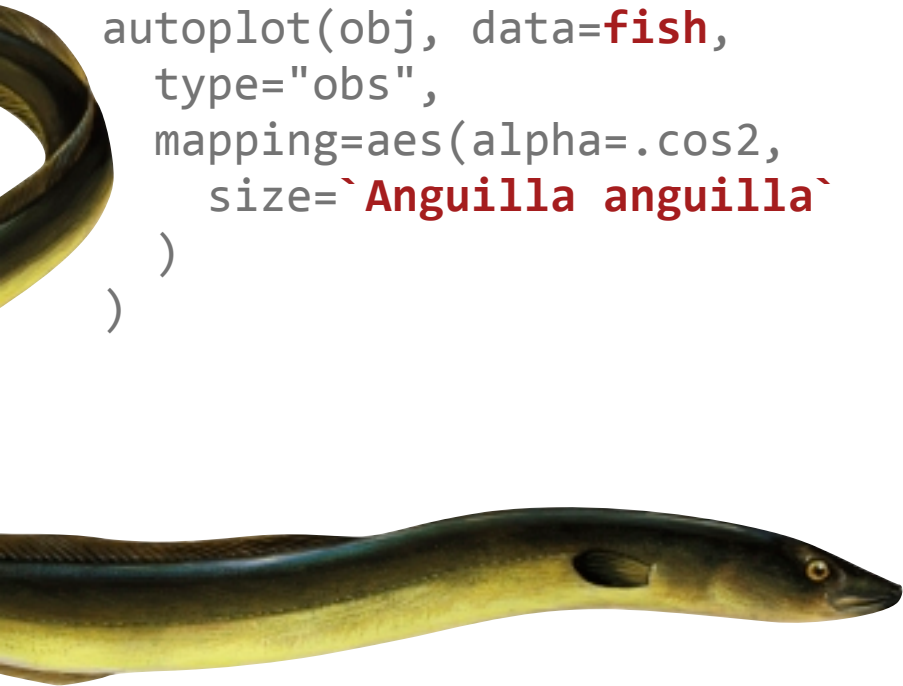 autoplot(obj, data=fish,
  type="obs",
  mapping=aes(alpha=.cos2,
    size=`Anguilla anguilla`
  )
)